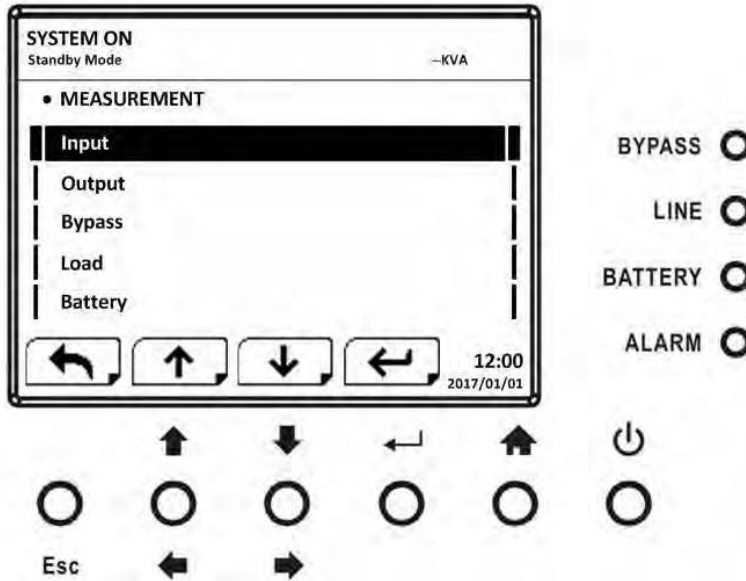 SYSTEM ON
Standby Mode --KVA
• MEASUREMENT
Input
Output
Bypass
Load
Battery
12:00
2017/01/01
BYPASS
LINE
BATTERY
ALARM
Esc